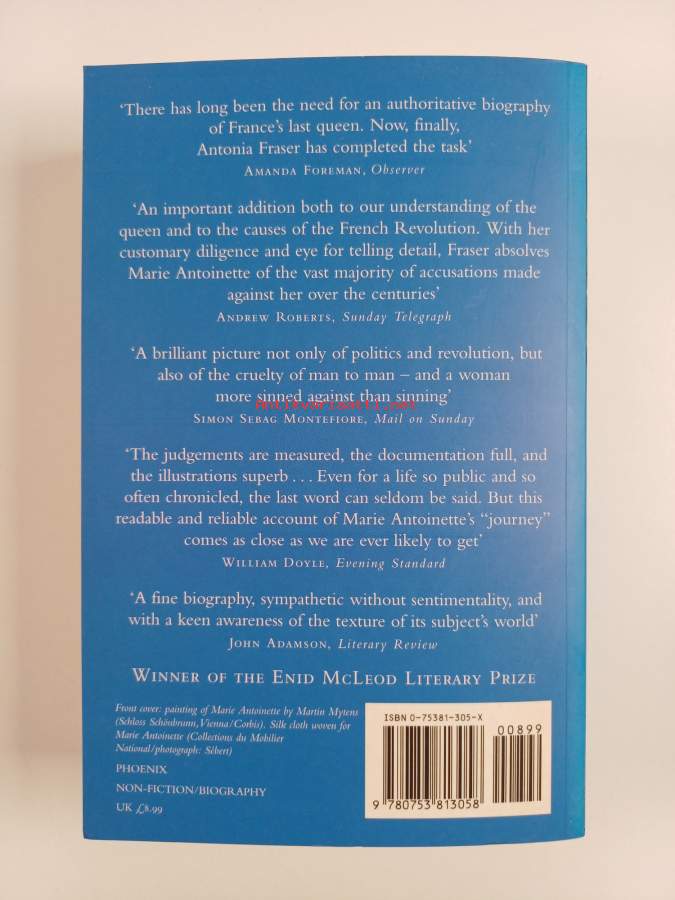 ‘There has long been the need for an authoritative biography
of France’s last queen. Now, finally,
Antonia Fraser has completed the task’
AMANDA FOREMAN, Observer
‘An important addition both to our understanding of the
queen and to the causes of the French Revolution. With her
customary diligence and eye for telling detail, Fraser absolves
Marie Antoinette of the vast majority of accusations made
against her over the centuries’
ANDREW ROBERTS, Sunday Telegraph
‘A brilliant picture not only of politics and revolution, but
also of the cruelty of man to man – and a woman
more sinned against than sinning’
antikvariaatti.net
SIMON SEBAG MONTEFIORE, Mail on Sunday
‘The judgements are measured, the documentation full, and
the illustrations superb . . . Even for a life so public and so
often chronicled, the last word can seldom be said. But this
readable and reliable account of Marie Antoinette’s “journey”
comes as close as we are ever likely to get’
WILLIAM DOYLE, Evening Standard
‘A fine biography, sympathetic without sentimentality, and
with a keen awareness of the texture of its subject’s world’
JOHN ADAMSON, Literary Review
WINNER OF THE ENID MCLEOD LITERARY PRIZE
Front cover: painting of Marie Antoinette by Martin Mytens
(Schloss Schönbrunn, Vienna/Corbis). Silk cloth woven for
Marie Antoinette (Collections du Mobilier
National/photograph: Sébert)
PHOENIX
NON-FICTION/BIOGRAPHY
UK £8.99
ISBN 0-75381-305-X
00899
9 780753 813058